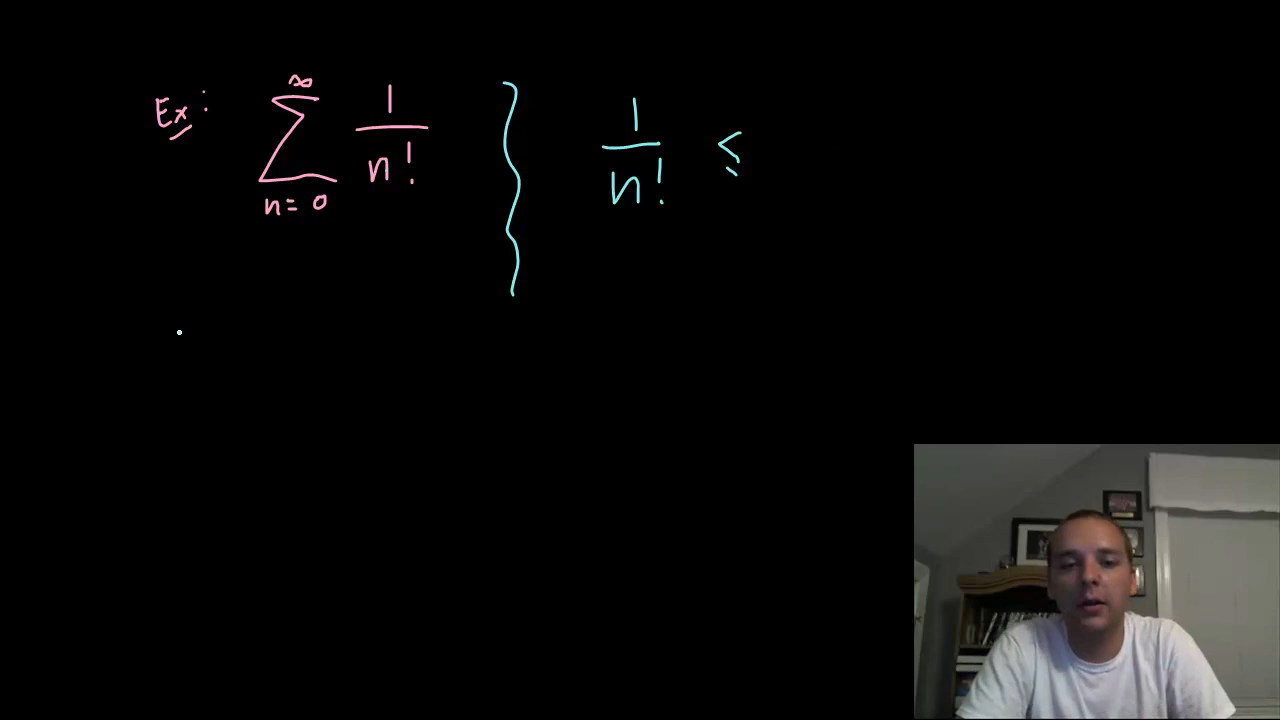 Ex: ∞ ∑ n=0 1/n! 1/n! ≤